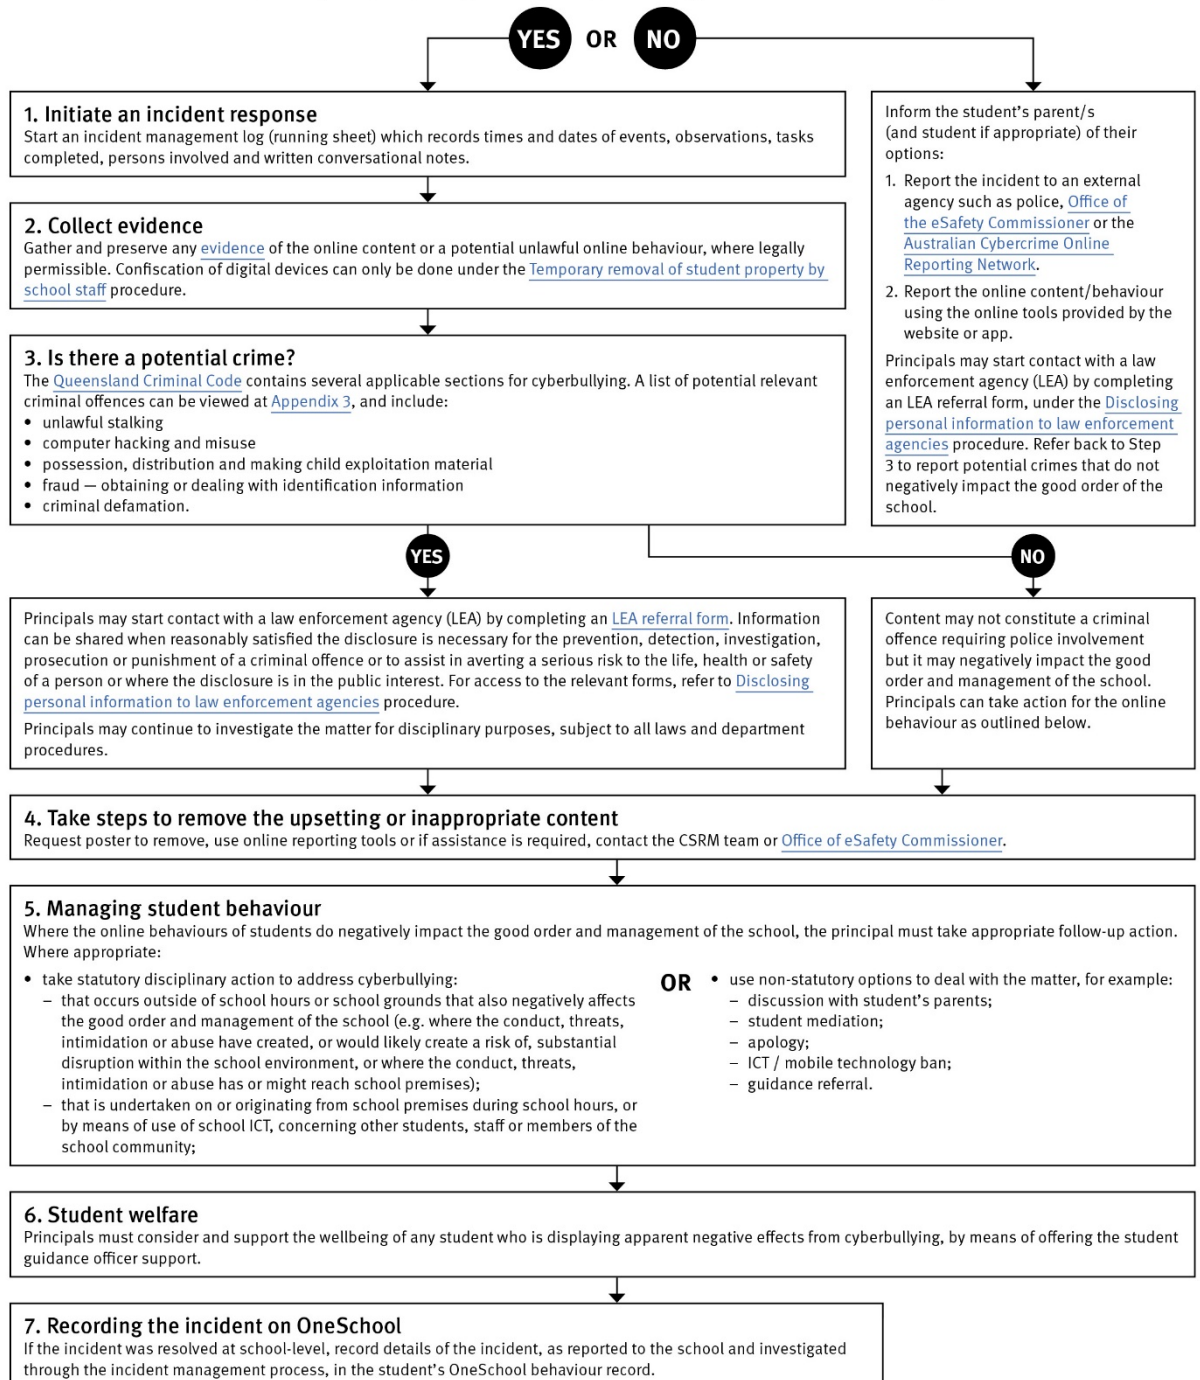 YES OR NO
1. Initiate an incident response
Start an incident management log (running sheet) which records times and dates of events, observations, tasks
completed, persons involved and written conversational notes.
2. Collect evidence
Gather and preserve any evidence of the online content or a potential unlawful online behaviour, where legally
permissible. Confiscation of digital devices can only be done under the Temporary removal of student property by
school staff procedure.
3. Is there a potential crime?
The Queensland Criminal Code contains several applicable sections for cyberbullying. A list of potential relevant
criminal offences can be viewed at Appendix 3, and include:
• unlawful stalking
• computer hacking and misuse
• possession, distribution and making child exploitation material
• fraud — obtaining or dealing with identification information
• criminal defamation.
Inform the student's parent/s
(and student if appropriate) of their
options:
1. Report the incident to an external
agency such as police, Office of
the eSafety Commissioner or the
Australian Cybercrime Online
Reporting Network.
2. Report the online content/behaviour
using the online tools provided by the
website or app.
Principals may start contact with a law
enforcement agency (LEA) by completing
an LEA referral form, under the Disclosing
personal information to law enforcement
agencies procedure. Refer back to Step
3 to report potential crimes that do not
negatively impact the good order of the
school.
YES
NO
Principals may start contact with a law enforcement agency (LEA) by completing an LEA referral form. Information
can be shared when reasonably satisfied the disclosure is necessary for the prevention, detection, investigation,
prosecution or punishment of a criminal offence or to assist in averting a serious risk to the life, health or safety
of a person or where the disclosure is in the public interest. For access to the relevant forms, refer to Disclosing
personal information to law enforcement agencies procedure.
Principals may continue to investigate the matter for disciplinary purposes, subject to all laws and department
procedures.
Content may not constitute a criminal
offence requiring police involvement
but it may negatively impact the good
order and management of the school.
Principals can take action for the online
behaviour as outlined below.
4. Take steps to remove the upsetting or inappropriate content
Request poster to remove, use online reporting tools or if assistance is required, contact the CSRM team or Office of eSafety Commissioner.
5. Managing student behaviour
Where the online behaviours of students do negatively impact the good order and management of the school, the principal must take appropriate follow-up action.
Where appropriate:
• take statutory disciplinary action to address cyberbullying:
– that occurs outside of school hours or school grounds that also negatively affects
the good order and management of the school (e.g. where the conduct, threats,
intimidation or abuse have created, or would likely create a risk of, substantial
disruption within the school environment, or where the conduct, threats,
intimidation or abuse has or might reach school premises);
– that is undertaken on or originating from school premises during school hours, or
by means of use of school ICT, concerning other students, staff or members of the
school community;
OR
• use non-statutory options to deal with the matter, for example:
– discussion with student's parents;
– student mediation;
– apology;
– ICT / mobile technology ban;
– guidance referral.
6. Student welfare
Principals must consider and support the wellbeing of any student who is displaying apparent negative effects from cyberbullying, by means of offering the student
guidance officer support.
7. Recording the incident on OneSchool
If the incident was resolved at school-level, record details of the incident, as reported to the school and investigated
through the incident management process, in the student's OneSchool behaviour record.